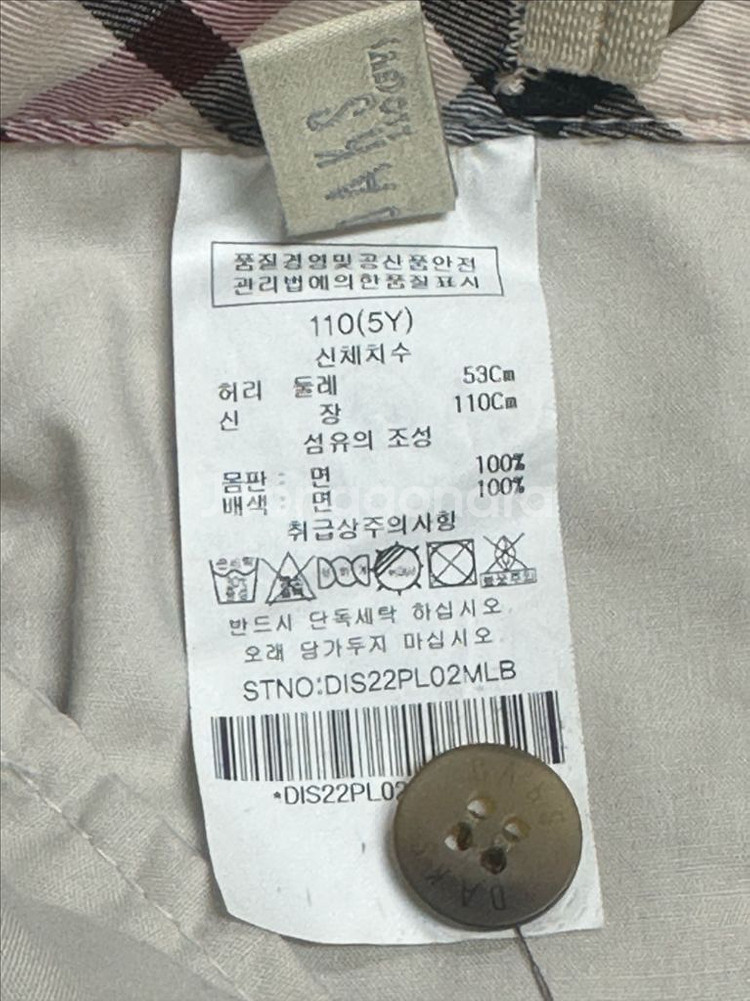 DAKS
LONDON
품질경영및공산품안전
관리법에의한품질표시
110(5Y)
신체치수
허리 둘레 53Cm
신 장 110Cm
섬유의 조성
몸판 : 면 100%
배색 : 면 100%
취급상주의사항
반드시 단독세탁 하십시오.
오래 담가두지 마십시오.
STNO:DIS22PL02MLB
*DIS22PL02
DAKS
DAKS